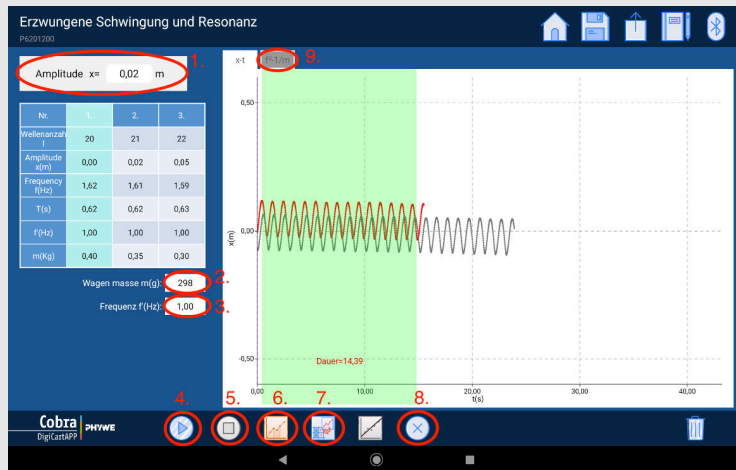 Erzwungene Schwingung und Resonanz
P6201200
1.
Amplitude x= 0,02 m
x-t f²-1/m 9.
Nr. 1. 2. 3.
Wellenanzah
l 20 21 22
Amplitude
x(m) 0,00 0,02 0,05
Frequency
f(Hz) 1,62 1,61 1,59
T(s) 0,62 0,62 0,63
f'(Hz) 1,00 1,00 1,00
m(Kg) 0,40 0,35 0,30
Wagen masse m(g): 298 2.
Frequenz f'(Hz): 1,00 3.
0,50
0,00
-0,50
x(m)
Dauer=14,39
0,00 10,00 20,00 30,00 40,00
t(s)
4. 5. 6. 7. 8.
Cobra PHYWE
DigiCartAPP